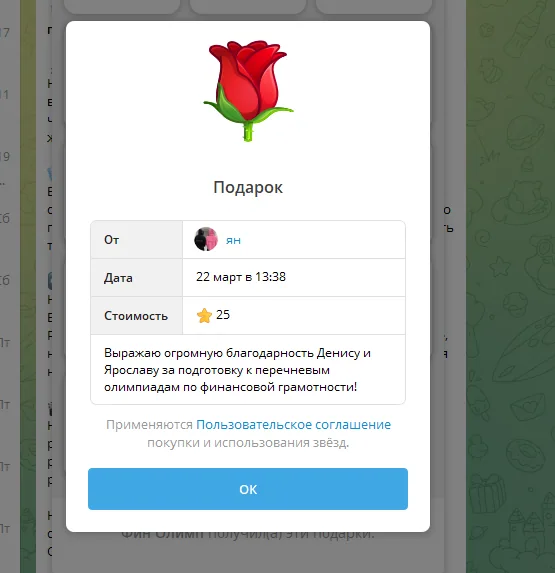 Подарок
От
ян
Дата
22 март в 13:38
Стоимость
25
Выражаю огромную благодарность Денису и
Ярославу за подготовку к перечневым
олимпиадам по финансовой грамотности!
Применяются Пользовательское соглашение
покупки и использования звёзд.
ОК
Фин Олимп получил(а) эти подарки.